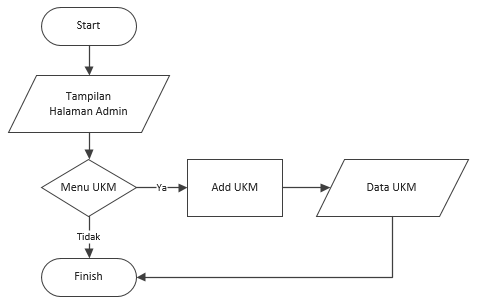 Start
Tampilan
Halaman Admin
Menu UKM
Ya
Add UKM
Data UKM
Tidak
Finish